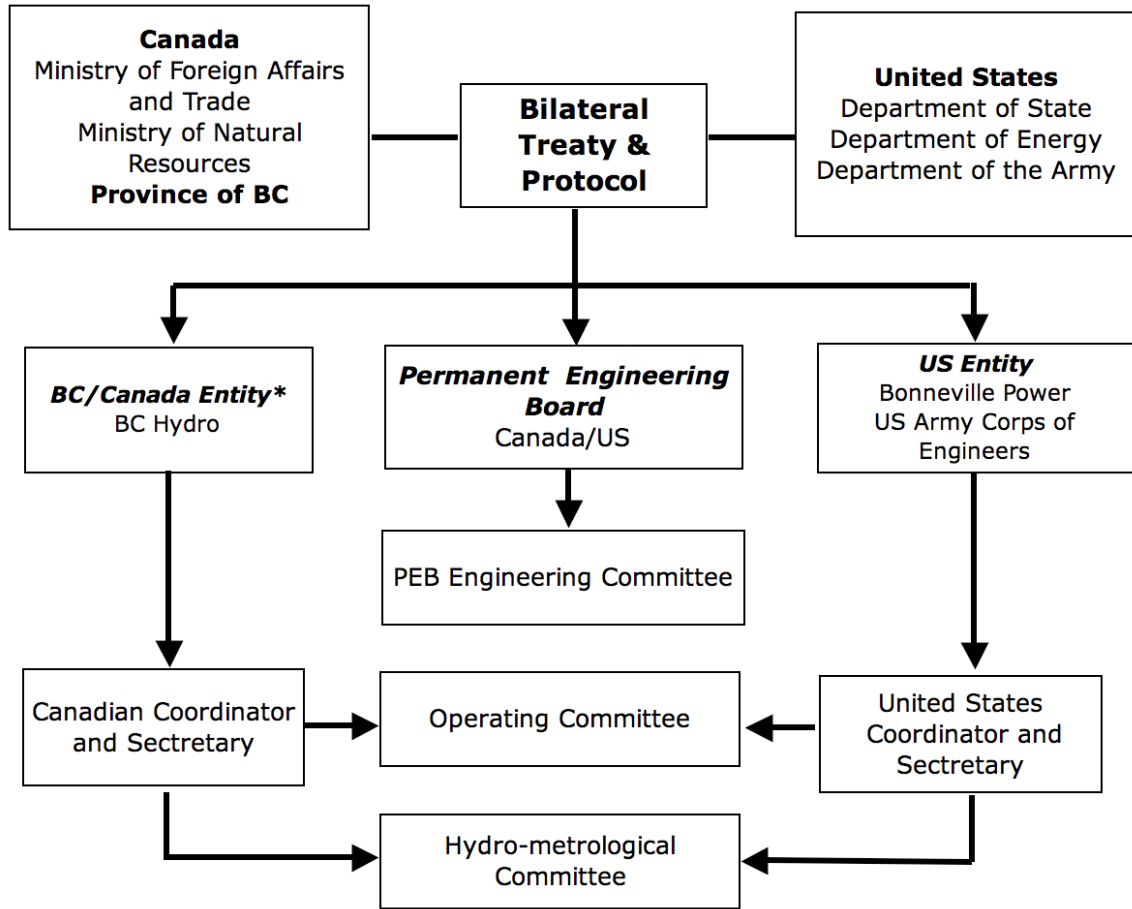 Canada
Ministry of Foreign Affairs
and Trade
Ministry of Natural
Resources
Province of BC
Bilateral
Treaty &
Protocol
United States
Department of State
Department of Energy
Department of the Army
BC/Canada Entity*
BC Hydro
Permanent Engineering
Board
Canada/US
US Entity
Bonneville Power
US Army Corps of
Engineers
PEB Engineering Committee
Canadian Coordinator
and Sectretary
Operating Committee
United States
Coordinator and
Sectretary
Hydro-metrological
Committee